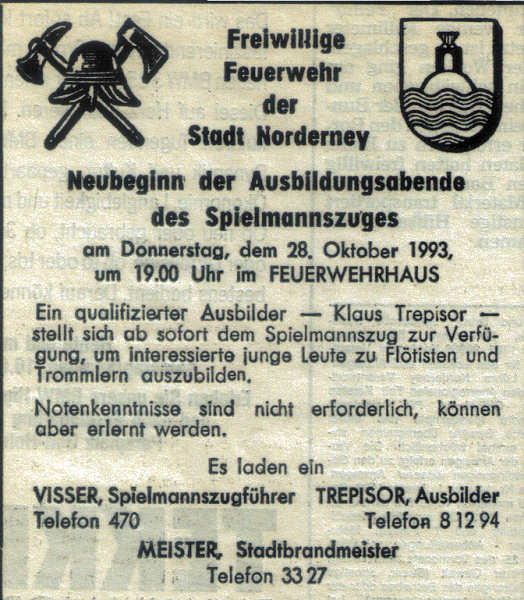 Freiwillige
Feuerwehr
der
Stadt Norderney
Neubeginn der Ausbildungsabende
des Spielmannszuges
am Donnerstag, dem 28. Oktober 1993,
um 19.00 Uhr im FEUERWEHRHAUS
Ein qualifizierter Ausbilder — Klaus Trepisor —
stellt sich ab sofort dem Spielmannszug zur Verfü-
gung, um interessierte junge Leute zu Flötisten und
Trommlern auszubilden.
Notenkenntnisse sind nicht erforderlich, können
aber erlernt werden.
Es laden ein
VISSER, Spielmannszugführer TREPISOR, Ausbilder
Telefon 470 Telefon 8 12 94
MEISTER, Stadtbrandmeister
Telefon 33 27